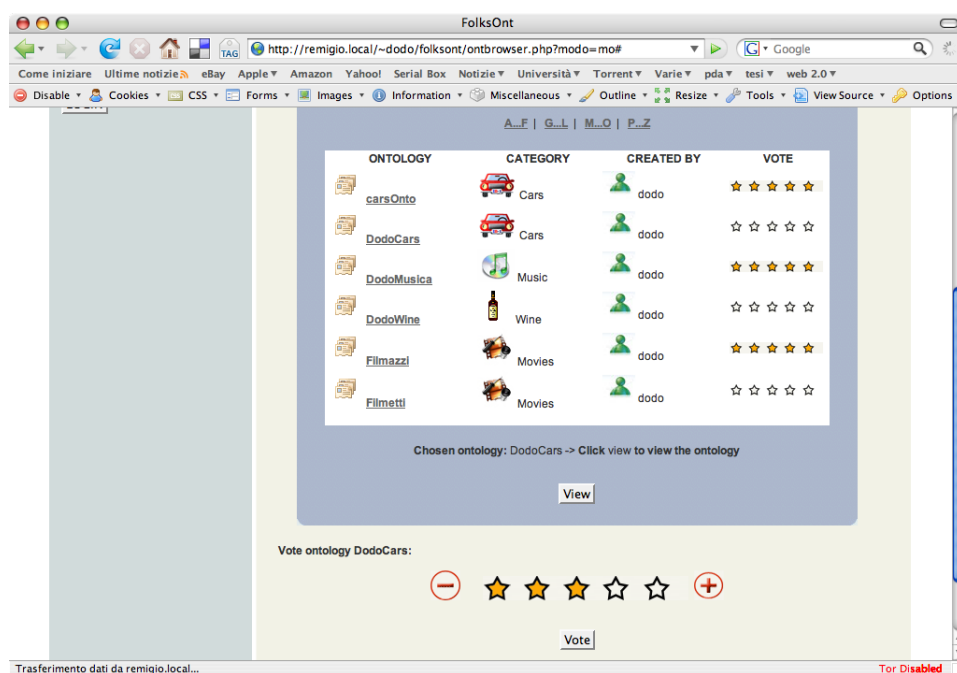 FolksOnt
TAG
http://remigio.local/~dodo/folksont/ontbrowser.php?modo=mo#
G Google
Come iniziare Ultime notizie eBay Apple Amazon Yahoo! Serial Box Notizie Università Torrent Varie pda tesi web 2.0
Disable Cookies CSS Forms Images Information Miscellaneous Outline Resize Tools View Source Options
A...F | G...L | M...O | P...Z
ONTOLOGY CATEGORY CREATED BY VOTE
carsOnto Cars dodo
DodoCars Cars dodo
DodoMusica Music dodo
DodoWine Wine dodo
Filmazzi Movies dodo
Filmetti Movies dodo
Chosen ontology: DodoCars -> Click view to view the ontology
View
Vote ontology DodoCars:
Vote
Trasferimento dati da remigio.local... Tor Disabled